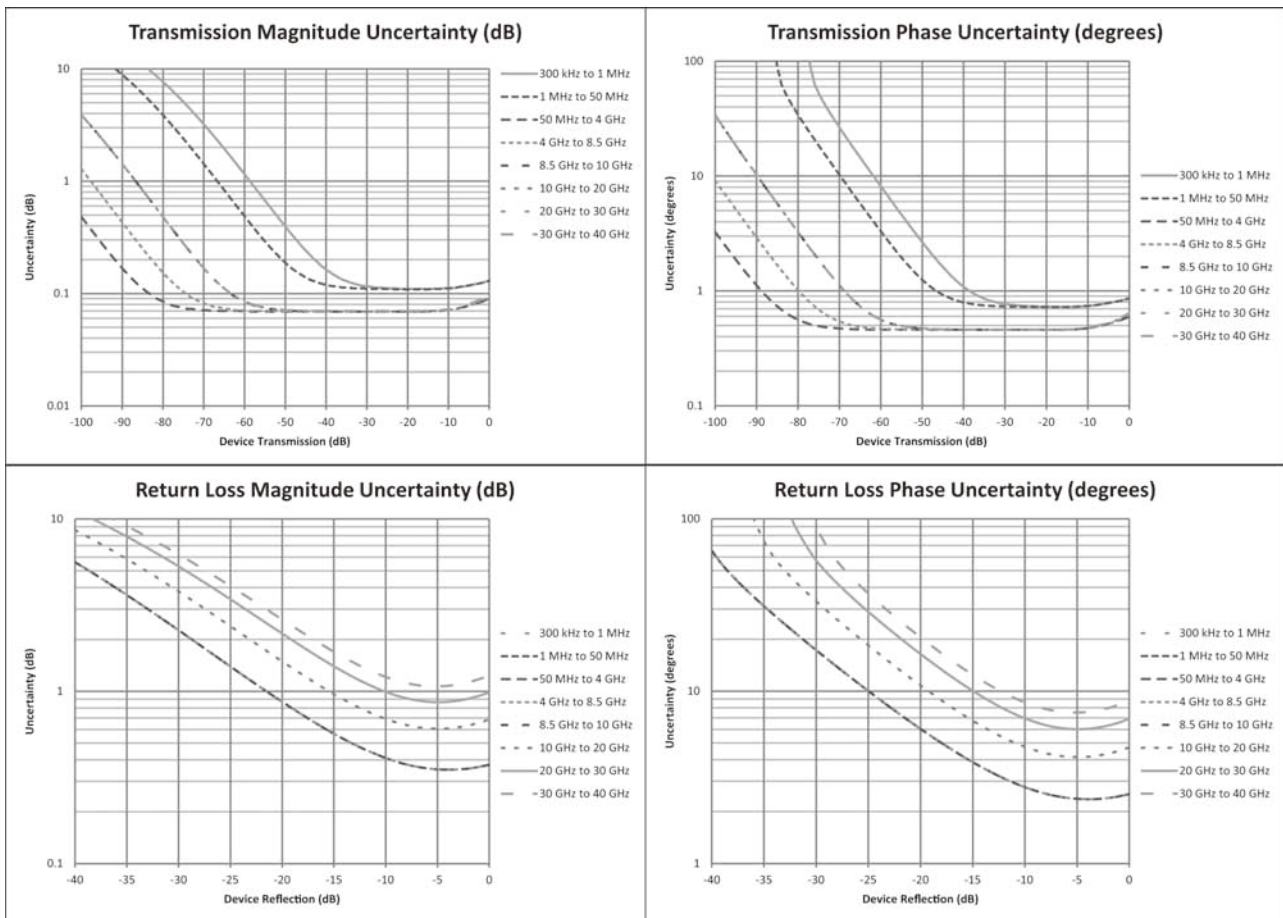 Transmission Magnitude Uncertainty (dB)
10
1
0.1
0.01
Uncertainty (dB)
-100 -90 -80 -70 -60 -50 -40 -30 -20 -10 0
Device Transmission (dB)
300 kHz to 1 MHz
1 MHz to 50 MHz
50 MHz to 4 GHz
4 GHz to 8.5 GHz
8.5 GHz to 10 GHz
10 GHz to 20 GHz
20 GHz to 30 GHz
30 GHz to 40 GHz
Transmission Phase Uncertainty (degrees)
100
10
1
0.1
Uncertainty (degrees)
-100 -90 -80 -70 -60 -50 -40 -30 -20 -10 0
Device Transmission (dB)
300 kHz to 1 MHz
1 MHz to 50 MHz
50 MHz to 4 GHz
4 GHz to 8.5 GHz
8.5 GHz to 10 GHz
10 GHz to 20 GHz
20 GHz to 30 GHz
30 GHz to 40 GHz
Return Loss Magnitude Uncertainty (dB)
10
1
0.1
Uncertainty (dB)
-40 -35 -30 -25 -20 -15 -10 -5 0
Device Reflection (dB)
300 kHz to 1 MHz
1 MHz to 50 MHz
50 MHz to 4 GHz
4 GHz to 8.5 GHz
8.5 GHz to 10 GHz
10 GHz to 20 GHz
20 GHz to 30 GHz
30 GHz to 40 GHz
Return Loss Phase Uncertainty (degrees)
100
10
1
Uncertainty (degrees)
-40 -35 -30 -25 -20 -15 -10 -5 0
Device Reflection (dB)
300 kHz to 1 MHz
1 MHz to 50 MHz
50 MHz to 4 GHz
4 GHz to 8.5 GHz
8.5 GHz to 10 GHz
10 GHz to 20 GHz
20 GHz to 30 GHz
30 GHz to 40 GHz